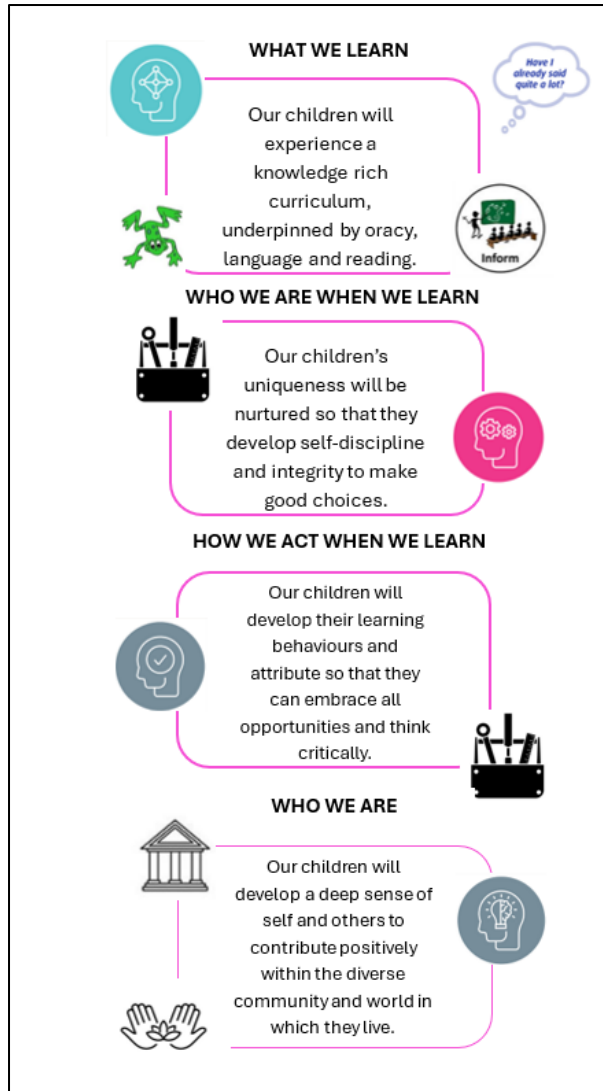 WHAT WE LEARN
Have I
already said
quite a lot?
Our children will
experience a
knowledge rich
curriculum,
underpinned by oracy,
language and reading.
Inform
WHO WE ARE WHEN WE LEARN
Our children's
uniqueness will be
nurtured so that they
develop self-discipline
and integrity to make
good choices.
HOW WE ACT WHEN WE LEARN
Our children will
develop their learning
behaviours and
attribute so that they
can embrace all
opportunities and think
critically.
WHO WE ARE
Our children will
develop a deep sense of
self and others to
contribute positively
within the diverse
community and world in
which they live.